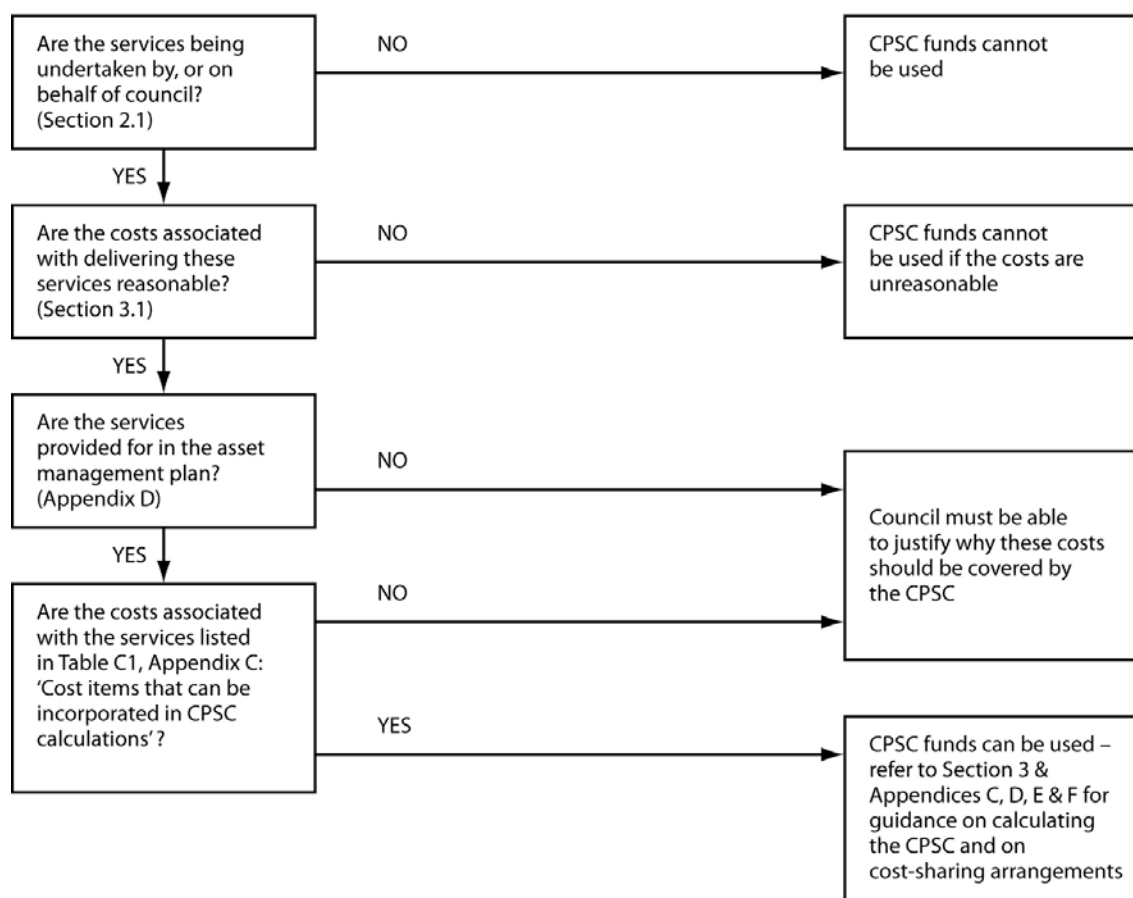 Are the services being
undertaken by, or on
behalf of council?
(Section 2.1)
NO
CPSC funds cannot
be used
YES
Are the costs associated
with delivering these
services reasonable?
(Section 3.1)
NO
CPSC funds cannot
be used if the costs are
unreasonable
YES
Are the services
provided for in the asset
management plan?
(Appendix D)
NO
Council must be able
to justify why these costs
should be covered by
the CPSC
YES
Are the costs associated
with the services listed
in Table C1, Appendix C:
‘Cost items that can be
incorporated in CPSC
calculations’?
NO
YES
CPSC funds can be used –
refer to Section 3 &
Appendices C, D, E & F for
guidance on calculating
the CPSC and on
cost-sharing arrangements